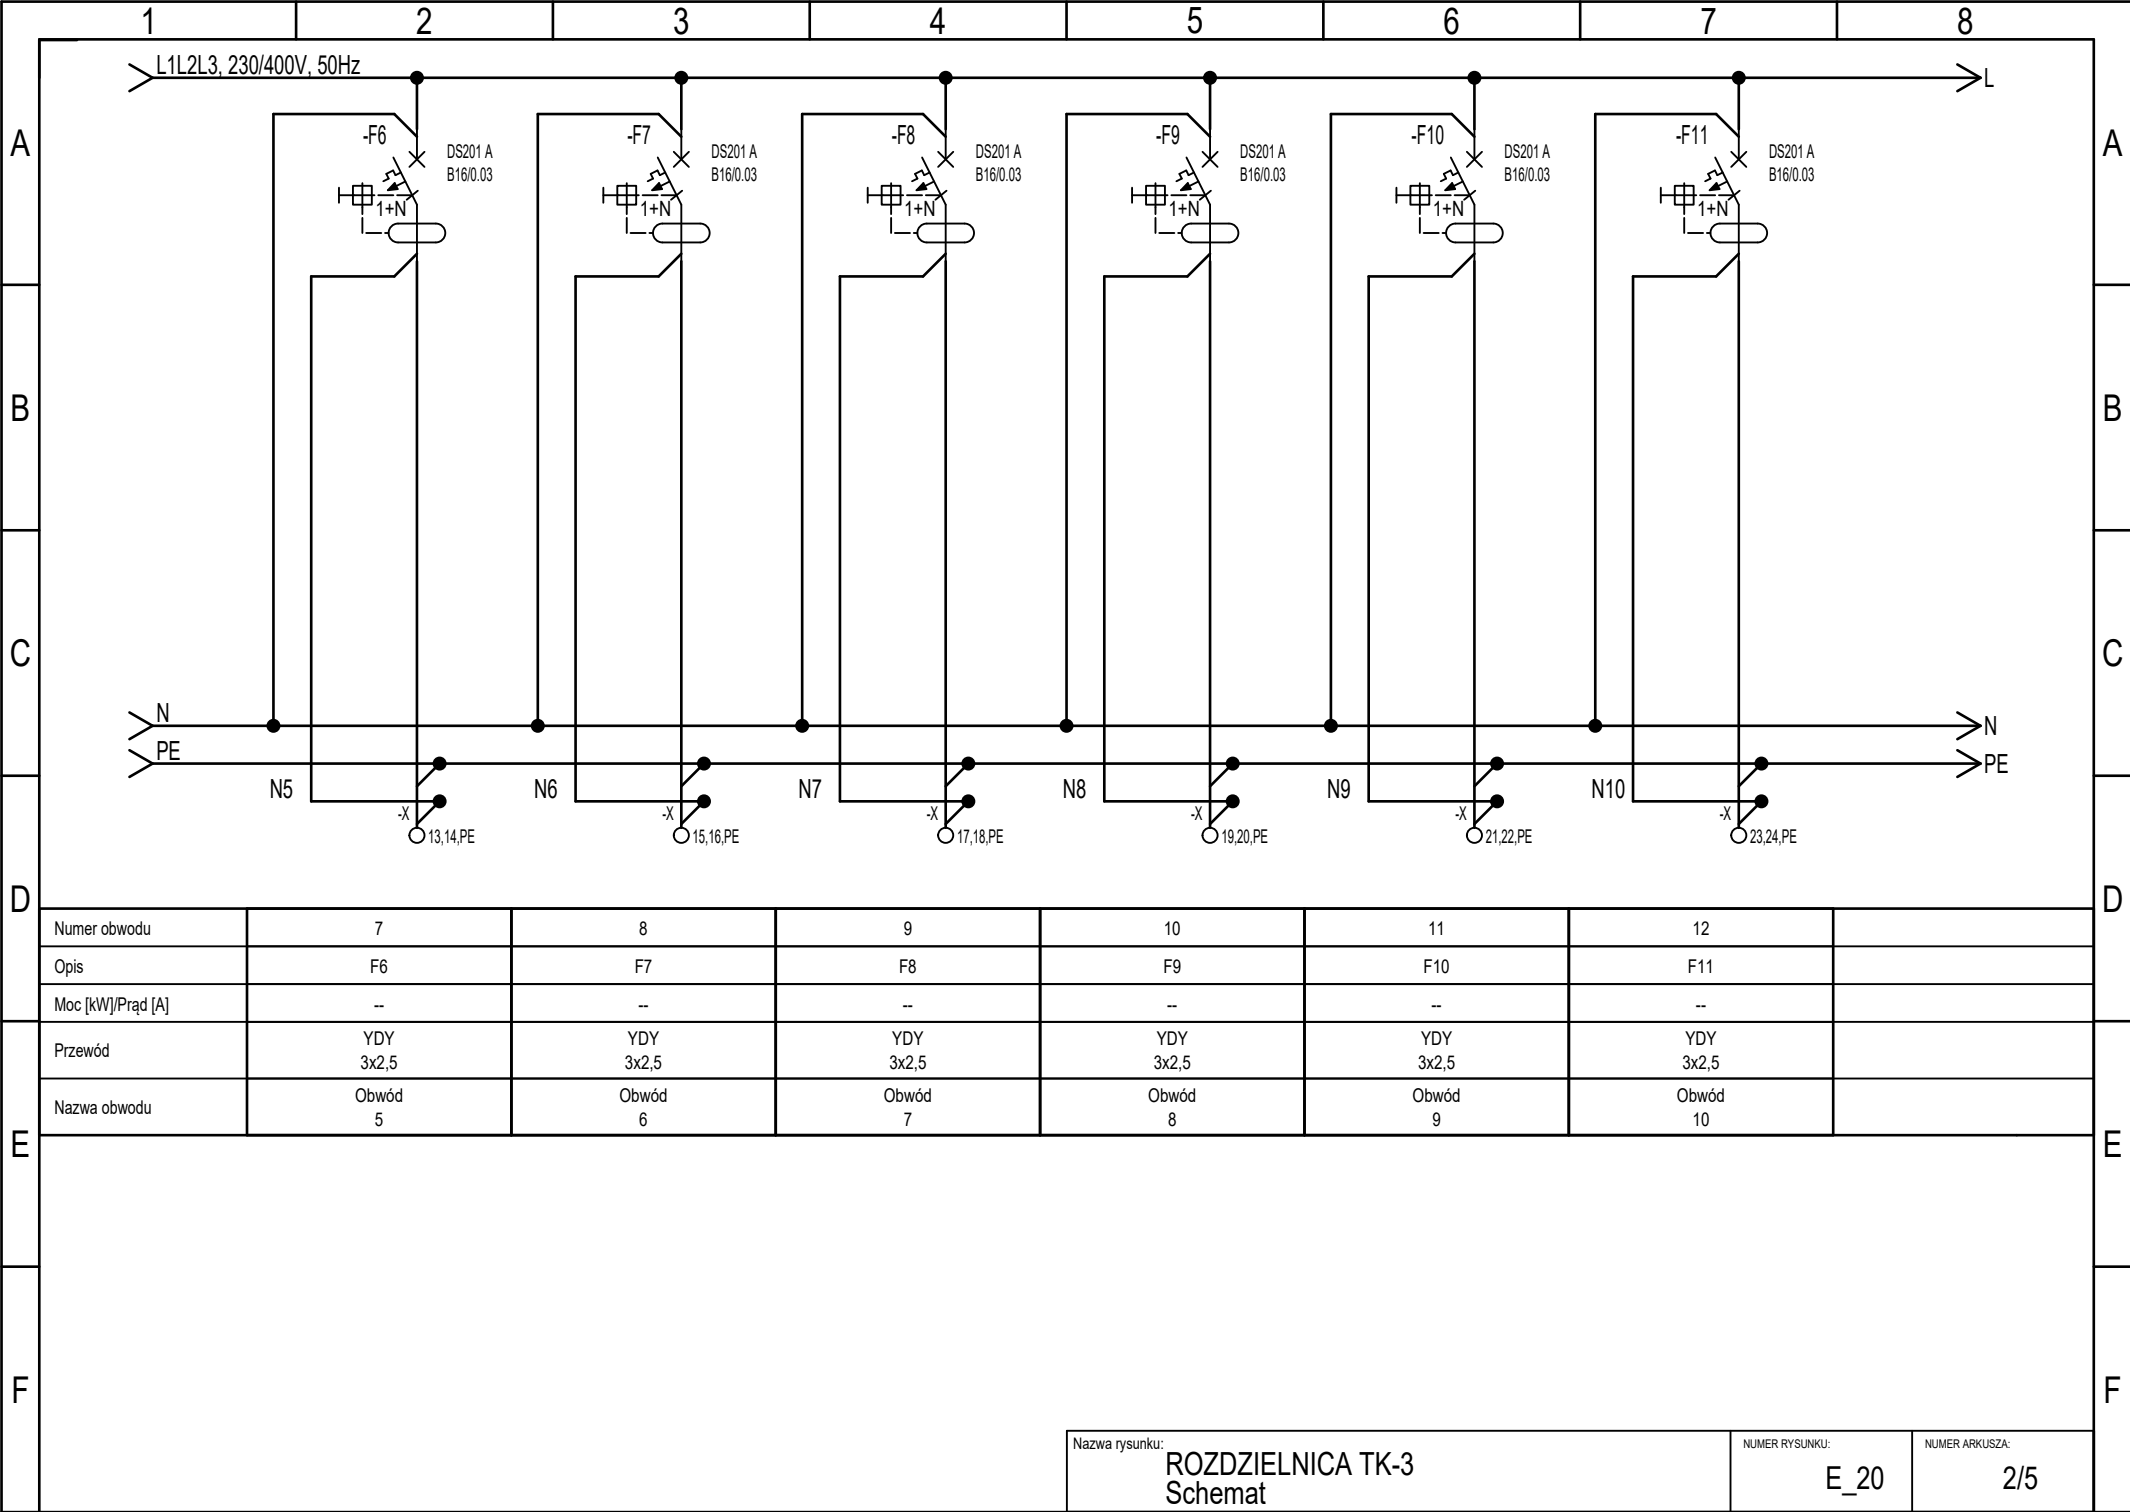 1 2 3 4 5 6 7 8
L1L2L3, 230/400V, 50Hz
L
A A
-F6 -F7 -F8 -F9 -F10 -F11
DS201 A DS201 A DS201 A DS201 A DS201 A DS201 A
B16/0.03 B16/0.03 B16/0.03 B16/0.03 B16/0.03 B16/0.03
1+N 1+N 1+N 1+N 1+N 1+N
B B
C C
N N
PE PE
N5 N6 N7 N8 N9 N10
-X -X -X -X -X -X
13,14,PE 15,16,PE 17,18,PE 19,20,PE 21,22,PE 23,24,PE
D D
Numer obwodu 7 8 9 10 11 12
Opis F6 F7 F8 F9 F10 F11
Moc [kW]/Prąd [A] -- -- -- -- -- --
Przewód YDY YDY YDY YDY YDY YDY
3x2,5 3x2,5 3x2,5 3x2,5 3x2,5 3x2,5
Nazwa obwodu Obwód Obwód Obwód Obwód Obwód Obwód
5 6 7 8 9 10
E E
F F
Nazwa rysunku: NUMER RYSUNKU: NUMER ARKUSZA:
ROZDZIELNICA TK-3
Schemat E_20 2/5